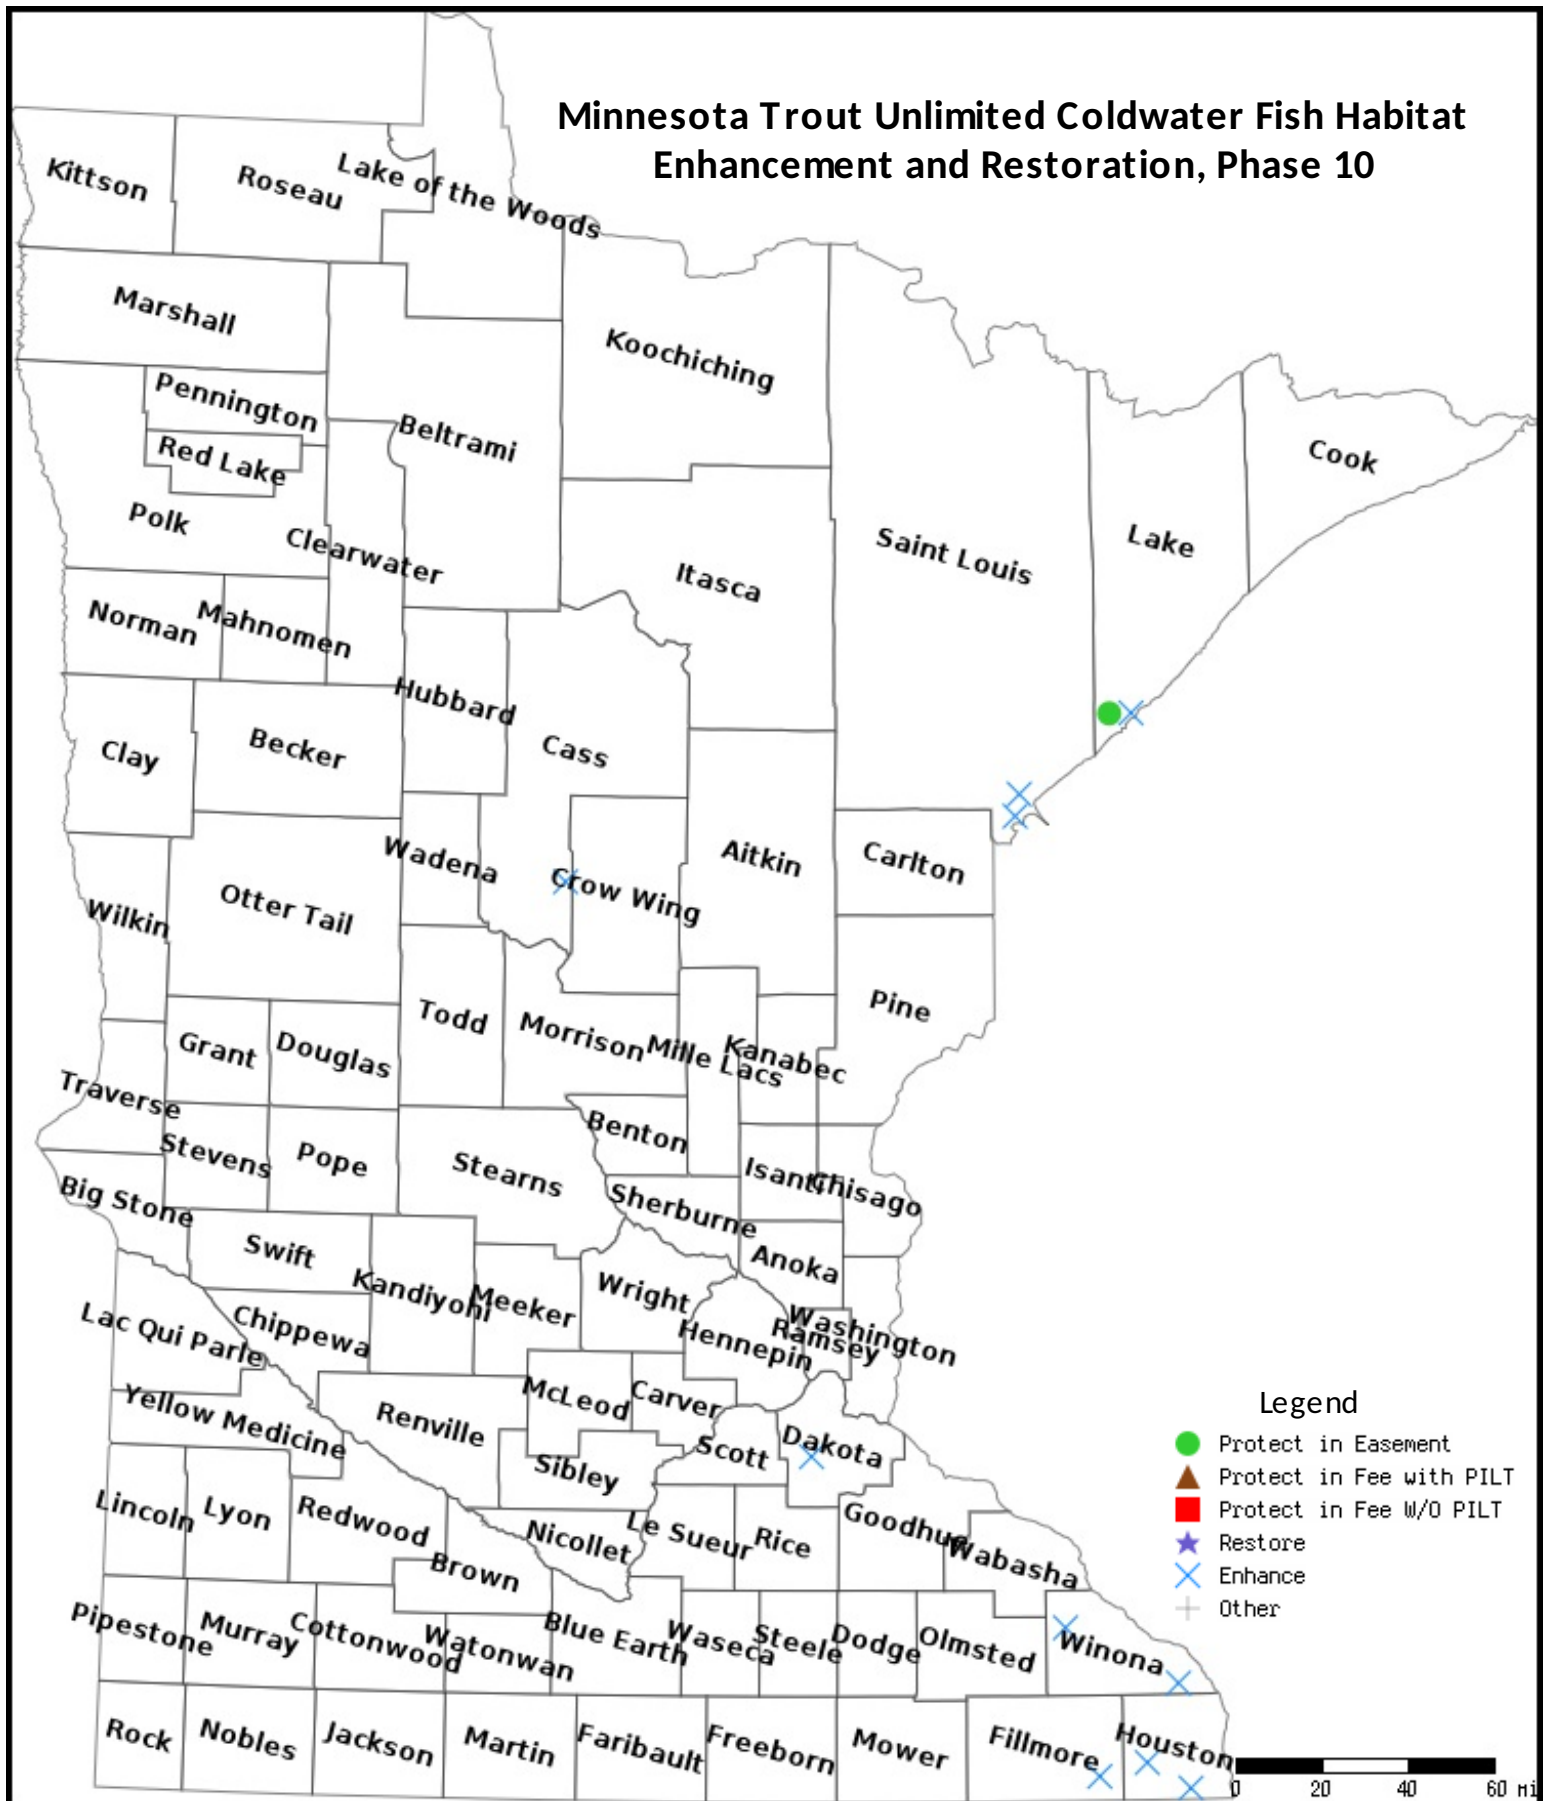 Minnesota Trout Unlimited Coldwater Fish Habitat
Enhancement and Restoration, Phase 10
Kittson
Roseau
Lake of the Woods
Marshall
Koochiching
Pennington
Beltrami
Red Lake
Cook
Polk
Clearwater
Saint Louis
Lake
Itasca
Norman
Mahnomen
Hubbard
Clay
Becker
Cass
Wadena
Aitkin
Carlton
Crow Wing
Wilkin
Otter Tail
Todd
Pine
Morrison
Mille Lacs
Kanabec
Grant
Douglas
Traverse
Benton
Stevens
Pope
Stearns
Isanti
Chisago
Big Stone
Sherburne
Swift
Anoka
Kandiyohi
Meeker
Wright
Lac Qui Parle
Chippewa
Hennepin
Ramsey
Washington
Yellow Medicine
Renville
McLeod
Carver
Scott
Dakota
Sibley
Lincoln
Lyon
Redwood
Nicollet
Le Sueur
Rice
Goodhue
Wabasha
Brown
Pipestone
Murray
Cottonwood
Watonwan
Blue Earth
Waseca
Steele
Dodge
Olmsted
Winona
Rock
Nobles
Jackson
Martin
Faribault
Freeborn
Mower
Fillmore
Houston
Legend
Protect in Easement
Protect in Fee with PILT
Protect in Fee W/O PILT
Restore
Enhance
Other
0 20 40 60 mi